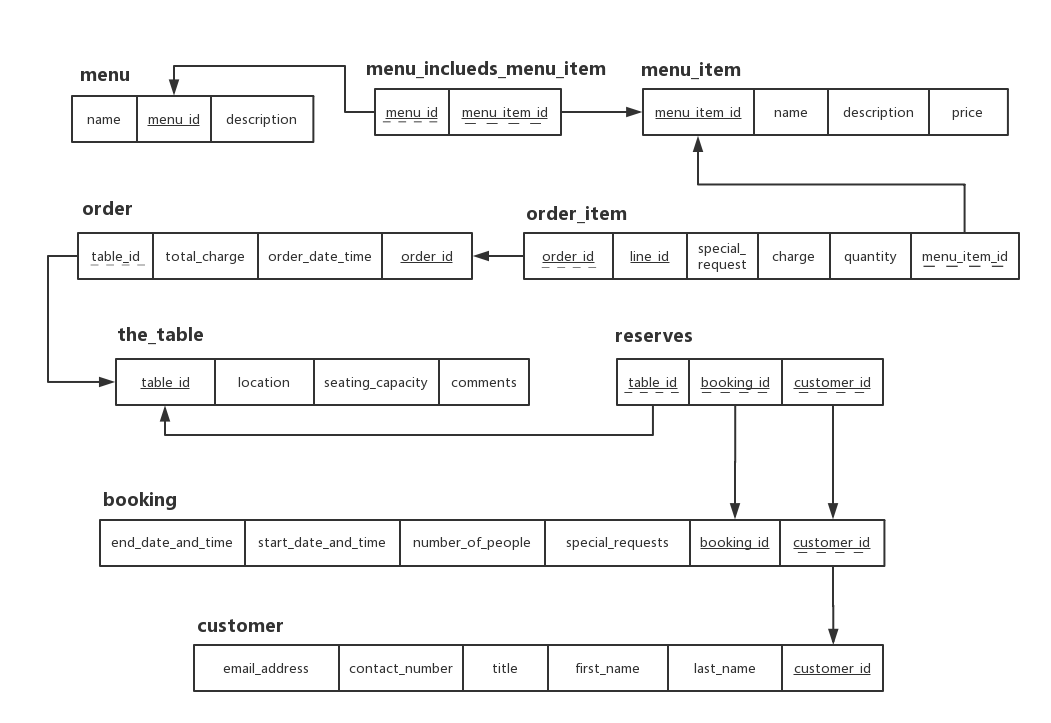 menu
menu_inclueds_menu_item
menu_item
name menu_id description
menu_id menu_item_id
menu_item_id name description price
order
order_item
table_id total_charge order_date_time order_id
order_id line_id special_
request charge quantity menu_item_id
the_table
reserves
table_id location seating_capacity comments
table_id booking_id customer_id
booking
end_date_and_time start_date_and_time number_of_people special_requests booking_id customer_id
customer
email_address contact_number title first_name last_name customer_id